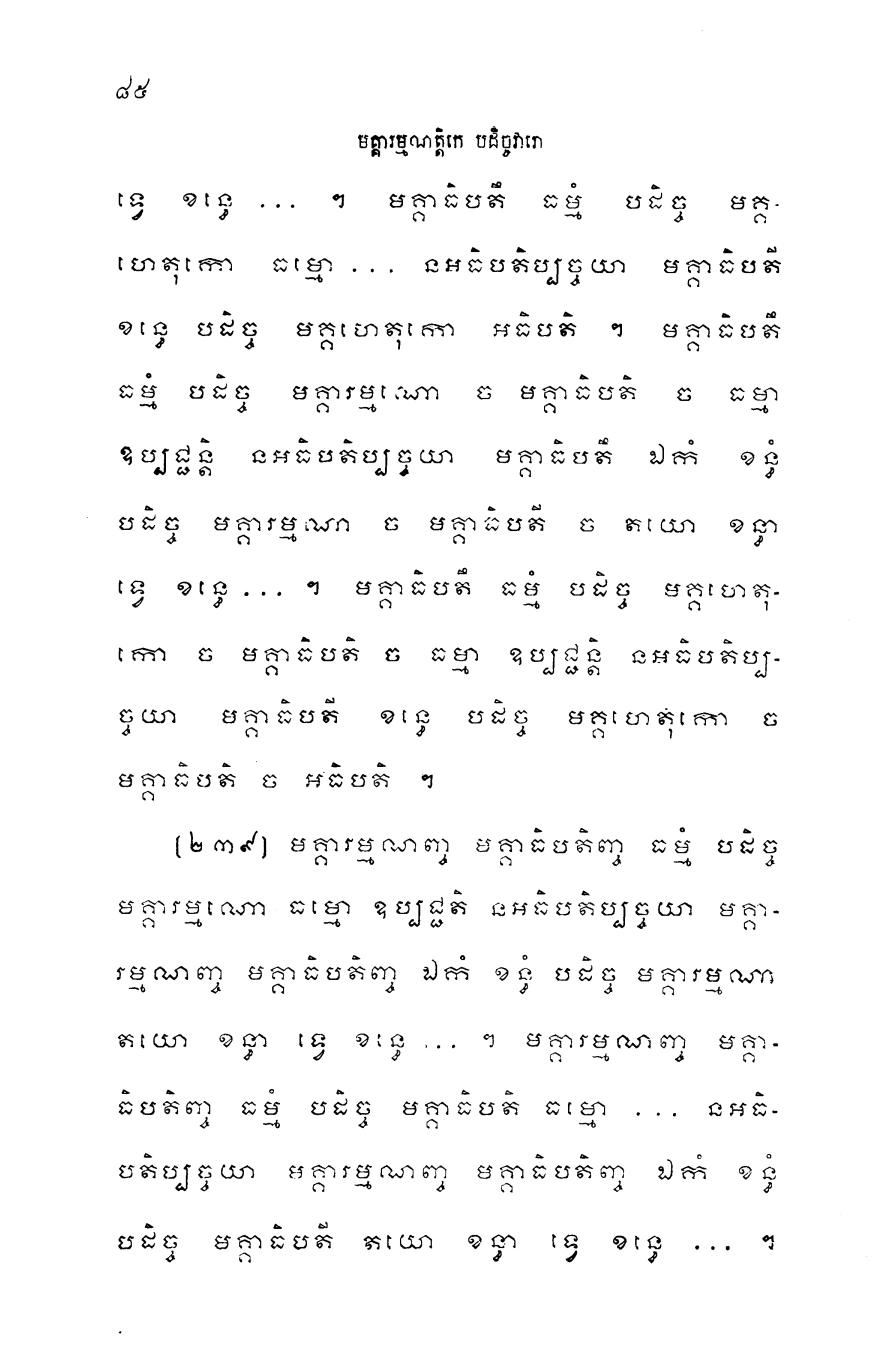 ៨៥
មគ្គារម្មណត្តិកេ បដិច្ចវារោ
ទ្វេ ខន្ធេ ... ។ មគ្គាធិបតឹ ធម្មំ បដិច្ច មគ្គ-
ហេតុកោ ធម្មោ ... នអធិបតិប្បច្ចយា មគ្គាធិបតី
ខន្ធេ បដិច្ច មគ្គហេតុកោ អធិបតិ ។ មគ្គាធិបតឹ
ធម្មំ បដិច្ច មគ្គារម្មណោ ច មគ្គាធិបតិ ច ធម្មា
ឧប្បជ្ជន្តិ នអធិបតិប្បច្ចយា មគ្គាធិបតឹ ឯកំ ខន្ធំ
បដិច្ច មគ្គារម្មណា ច មគ្គាធិបតី ច តយោ ខន្ធា
ទ្វេ ខន្ធេ ... ។ មគ្គាធិបតឹ ធម្មំ បដិច្ច មគ្គហេតុ-
កោ ច មគ្គាធិបតិ ច ធម្មា ឧប្បជ្ជន្តិ នអធិបតិប្ប-
ច្ចយា មគ្គាធិបតី ខន្ធេ បដិច្ច មគ្គហេតុកោ ច
មគ្គាធិបតិ ច អធិបតិ ។
[២៣៩] មគ្គារម្មណញ្ច មគ្គាធិបតិញ្ច ធម្មំ បដិច្ច
មគ្គារម្មណោ ធម្មោ ឧប្បជ្ជតិ នអធិបតិប្បច្ចយា មគ្គា-
រម្មណញ្ច មគ្គាធិបតិញ្ច ឯកំ ខន្ធំ បដិច្ច មគ្គារម្មណា
តយោ ខន្ធា ទ្វេ ខន្ធេ ... ។ មគ្គារម្មណញ្ច មគ្គា-
ធិបតិញ្ច ធម្មំ បដិច្ច មគ្គាធិបតិ ធម្មោ ... នអធិ-
បតិប្បច្ចយា មគ្គារម្មណញ្ច មគ្គាធិបតិញ្ច ឯកំ ខន្ធំ
បដិច្ច មគ្គាធិបតី តយោ ខន្ធា ទ្វេ ខន្ធេ ... ។